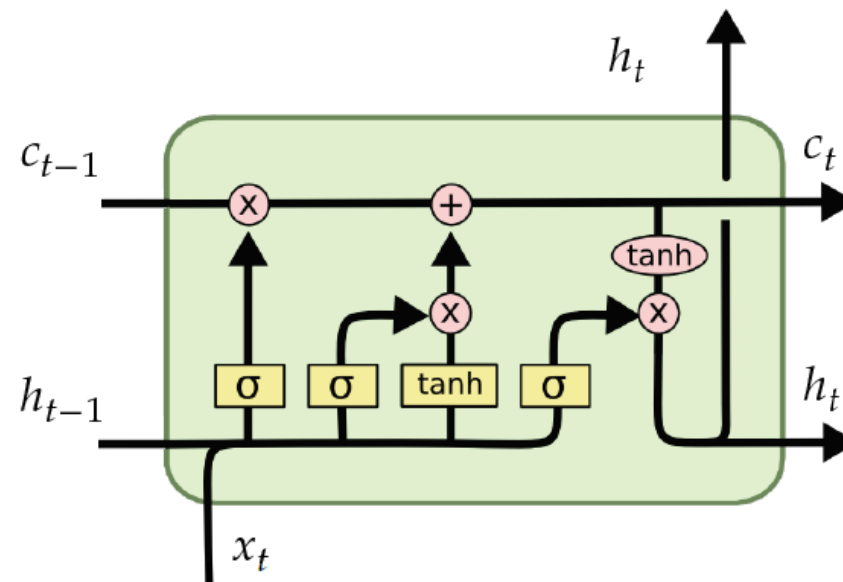 h_t
c_{t-1}
c_t
x
+
tanh
x
x
σ
σ
tanh
σ
h_{t-1}
h_t
x_t